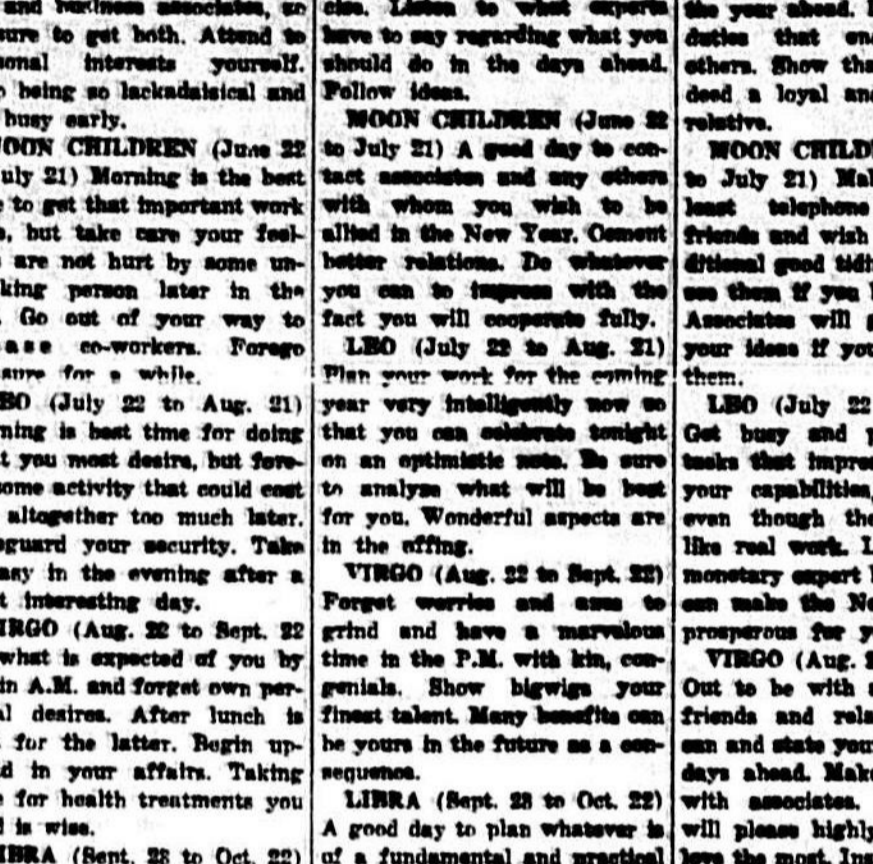 and business associates, so
sure to get both. Attend to
sonal interests yourself.
being so lackadaisical and
busy early.
OON CHILDREN (June 22
uly 21) Morning is the best
to get that important work
, but take care your feel-
are not hurt by some un-
king person later in the
. Go out of your way to
ase co-workers. Forego
asure for a while.
EO (July 22 to Aug. 21)
ning is best time for doing
t you most desire, but fore-
some activity that could cost
altogether too much later.
eguard your security. Take
asy in the evening after a
t interesting day.
IRGO (Aug. 22 to Sept. 22
what is expected of you by
in A.M. and forget own per-
al desires. After lunch is
for the latter. Begin up-
d in your affairs. Taking
for health treatments you
d is wise.
IBRA (Sept. 23 to Oct. 22)
cise. Listen to what experts
have to say regarding what you
should do in the days ahead.
Follow ideas.
MOON CHILDREN (June 22
to July 21) A good day to con-
tact associates and any others
with whom you wish to be
allied in the New Year. Cement
better relations. Do whatever
you can to impress with the
fact you will cooperate fully.
LEO (July 22 to Aug. 21)
Plan your work for the coming
year very intelligently now so
that you can celebrate tonight
on an optimistic note. Be sure
to analyze what will be best
for you. Wonderful aspects are
in the offing.
VIRGO (Aug. 22 to Sept. 22)
Forget worries and to
grind and have a marvelous
time in the P.M. with kin, con-
genials. Show bigwigs your
finest talent. Many benefits can
be yours in the future as a con-
sequence.
LIBRA (Sept. 23 to Oct. 22)
A good day to plan whatever is
of a fundamental and practical
the year ahead.
duties that
others. Show tha
deed a loyal and
relative.
MOON CHILD
to July 21) Mak
least telephone
friends and wish
ditional good tidi
see them if you
Associates will
your ideas if you
them.
LEO (July 22
Get busy and
tasks that impres
your capabilities,
even though the
like real work. L
monetary expert
can make the Ne
prosperous for y
VIRGO (Aug. 2
Out to be with
friends and rela
can and state your
days ahead. Make
with associates.
will please highly
love the most. Ins